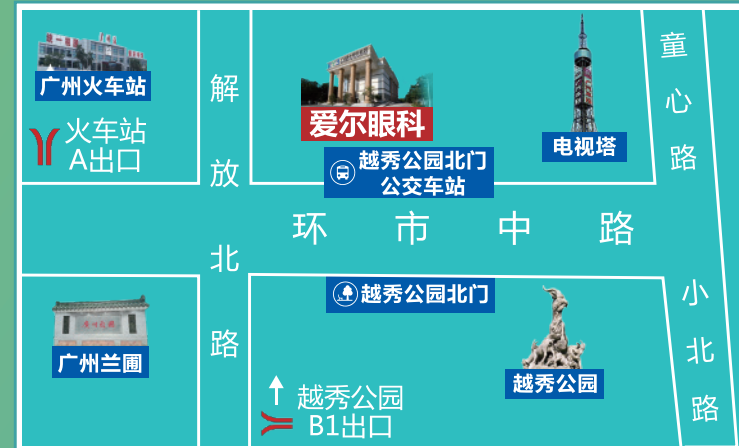 广州火车站
火车站
A出口
解放北路
爱尔眼科
越秀公园北门
公交车站
电视塔
童心路
环市中路
越秀公园北门
小北路
广州兰圃
越秀公园
越秀公园
B1出口